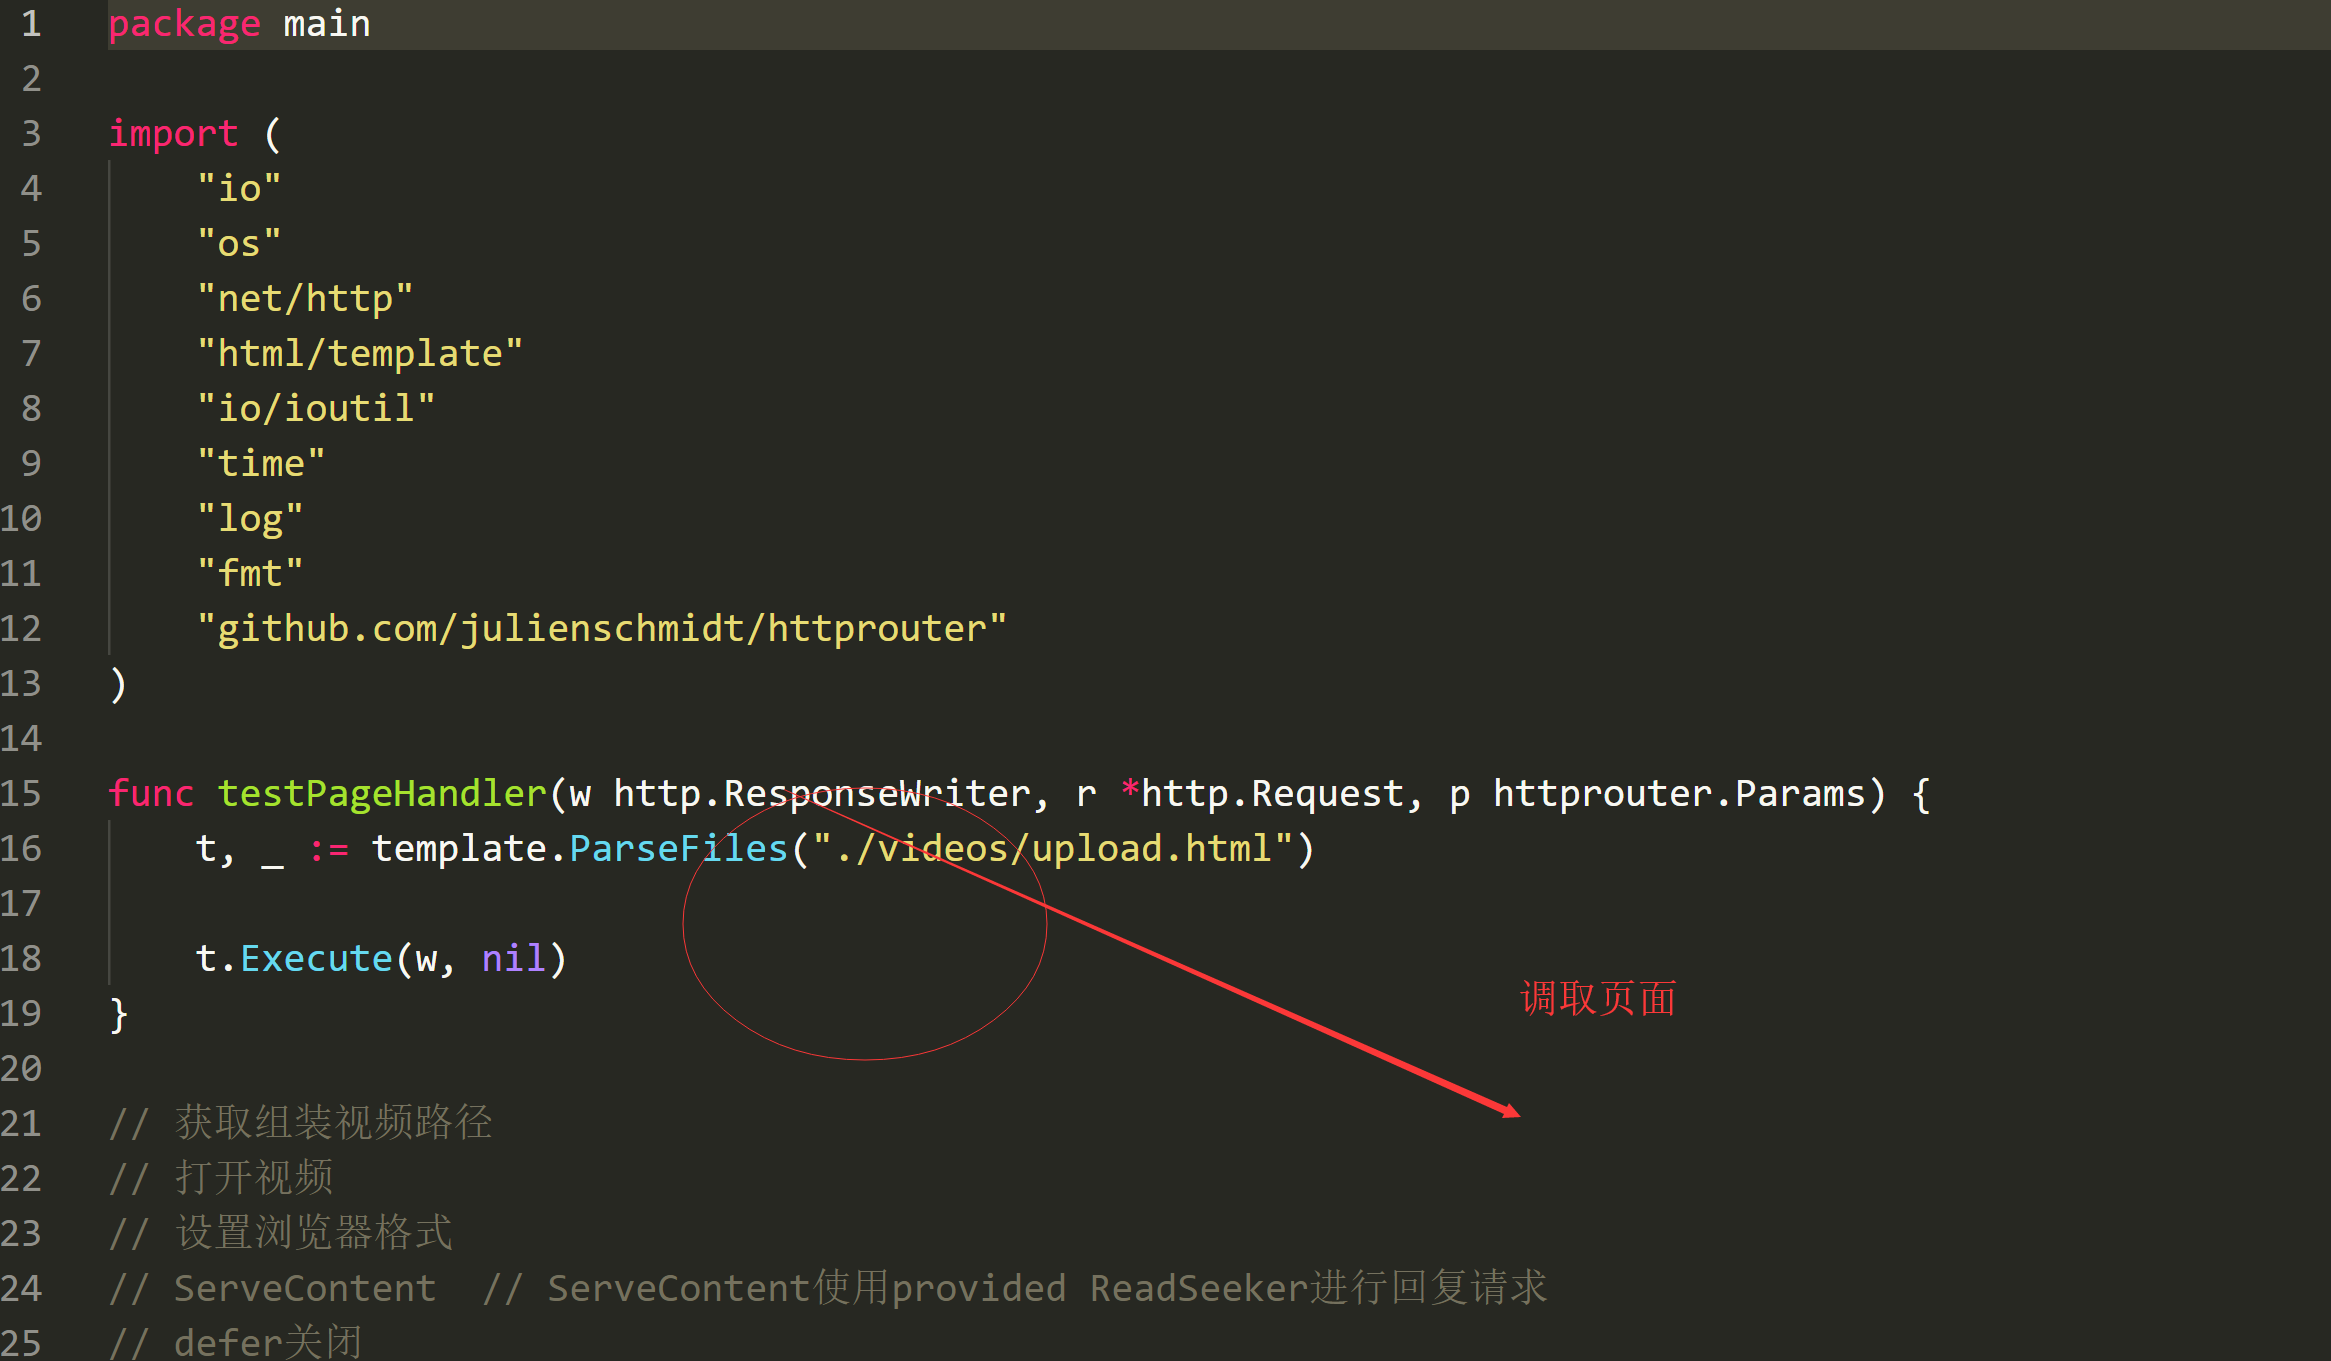 1 package main
2
3 import (
4 "io"
5 "os"
6 "net/http"
7 "html/template"
8 "io/ioutil"
9 "time"
10 "log"
11 "fmt"
12 "github.com/julienschmidt/httprouter"
13 )
14
15 func testPageHandler(w http.ResponseWriter, r *http.Request, p httprouter.Params) {
16 t, _ := template.ParseFiles("./videos/upload.html")
17
18 t.Execute(w, nil)
调取页面
19 }
20
21 // 获取组装视频路径
22 // 打开视频
23 // 设置浏览器格式
24 // ServeContent  // ServeContent使用provided ReadSeeker进行回复请求
25 // defer关闭